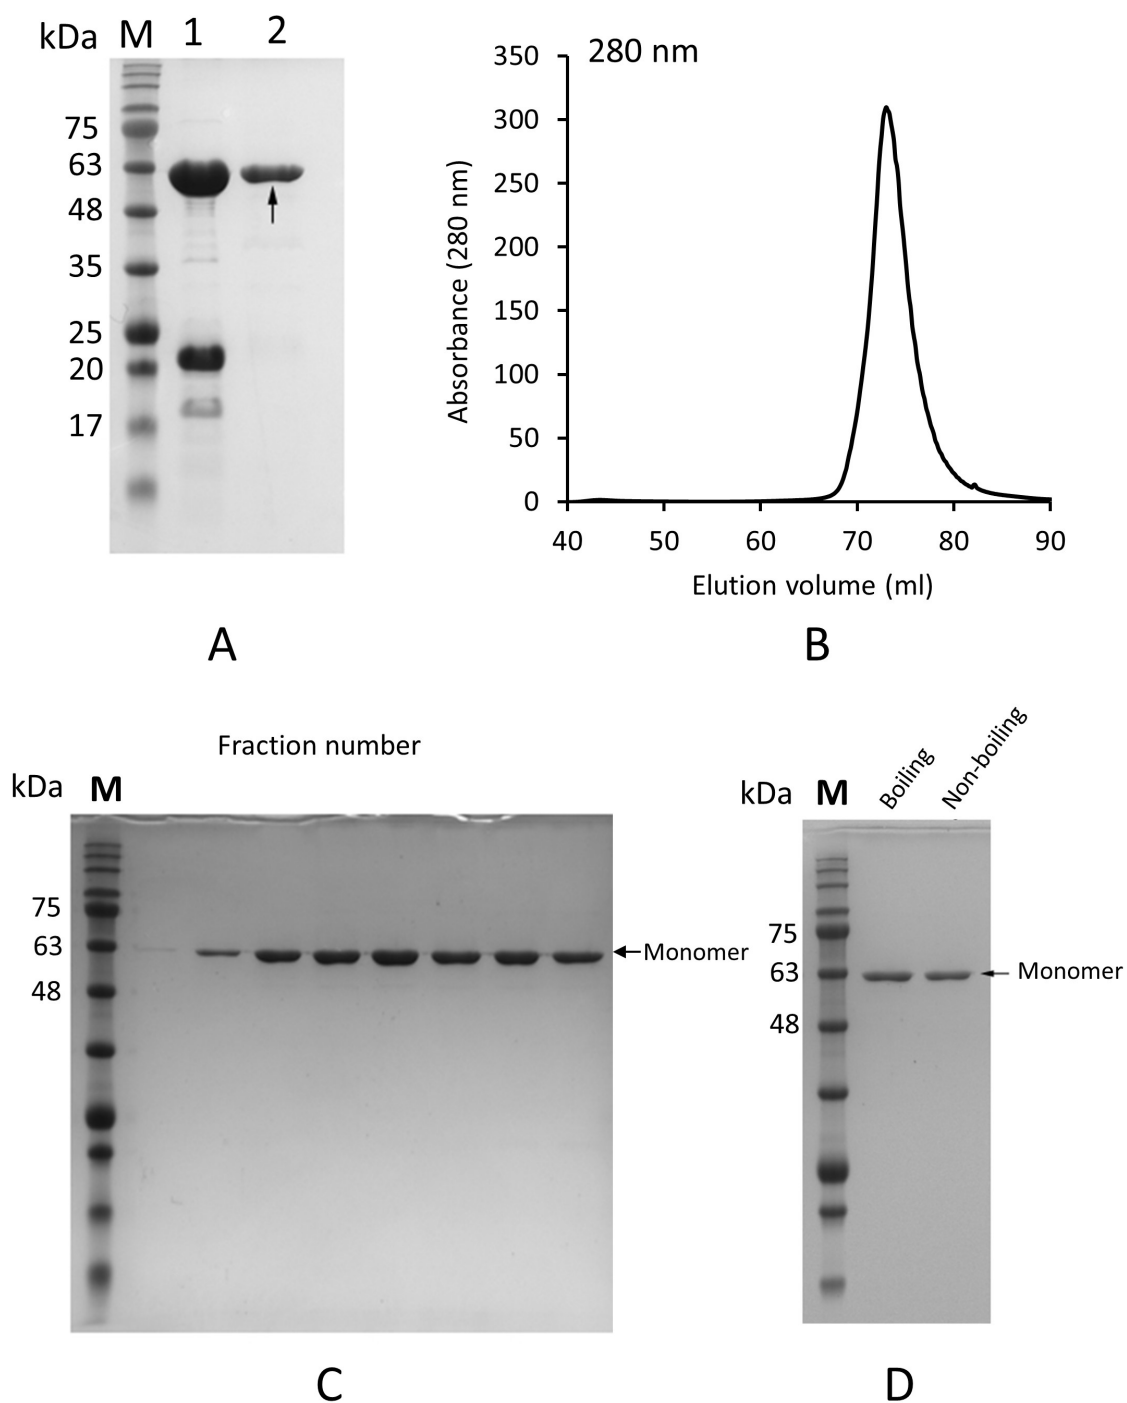 kDa M 1 2
75
63
48
35
25
20
17
A
280 nm
350
300
250
200
150
100
50
0
Absorbance (280 nm)
40 50 60 70 80 90
Elution volume (ml)
B
Fraction number
kDa M
75
63
48
Monomer
C
kDa M Boiling Non-boiling
75
63
48
Monomer
D